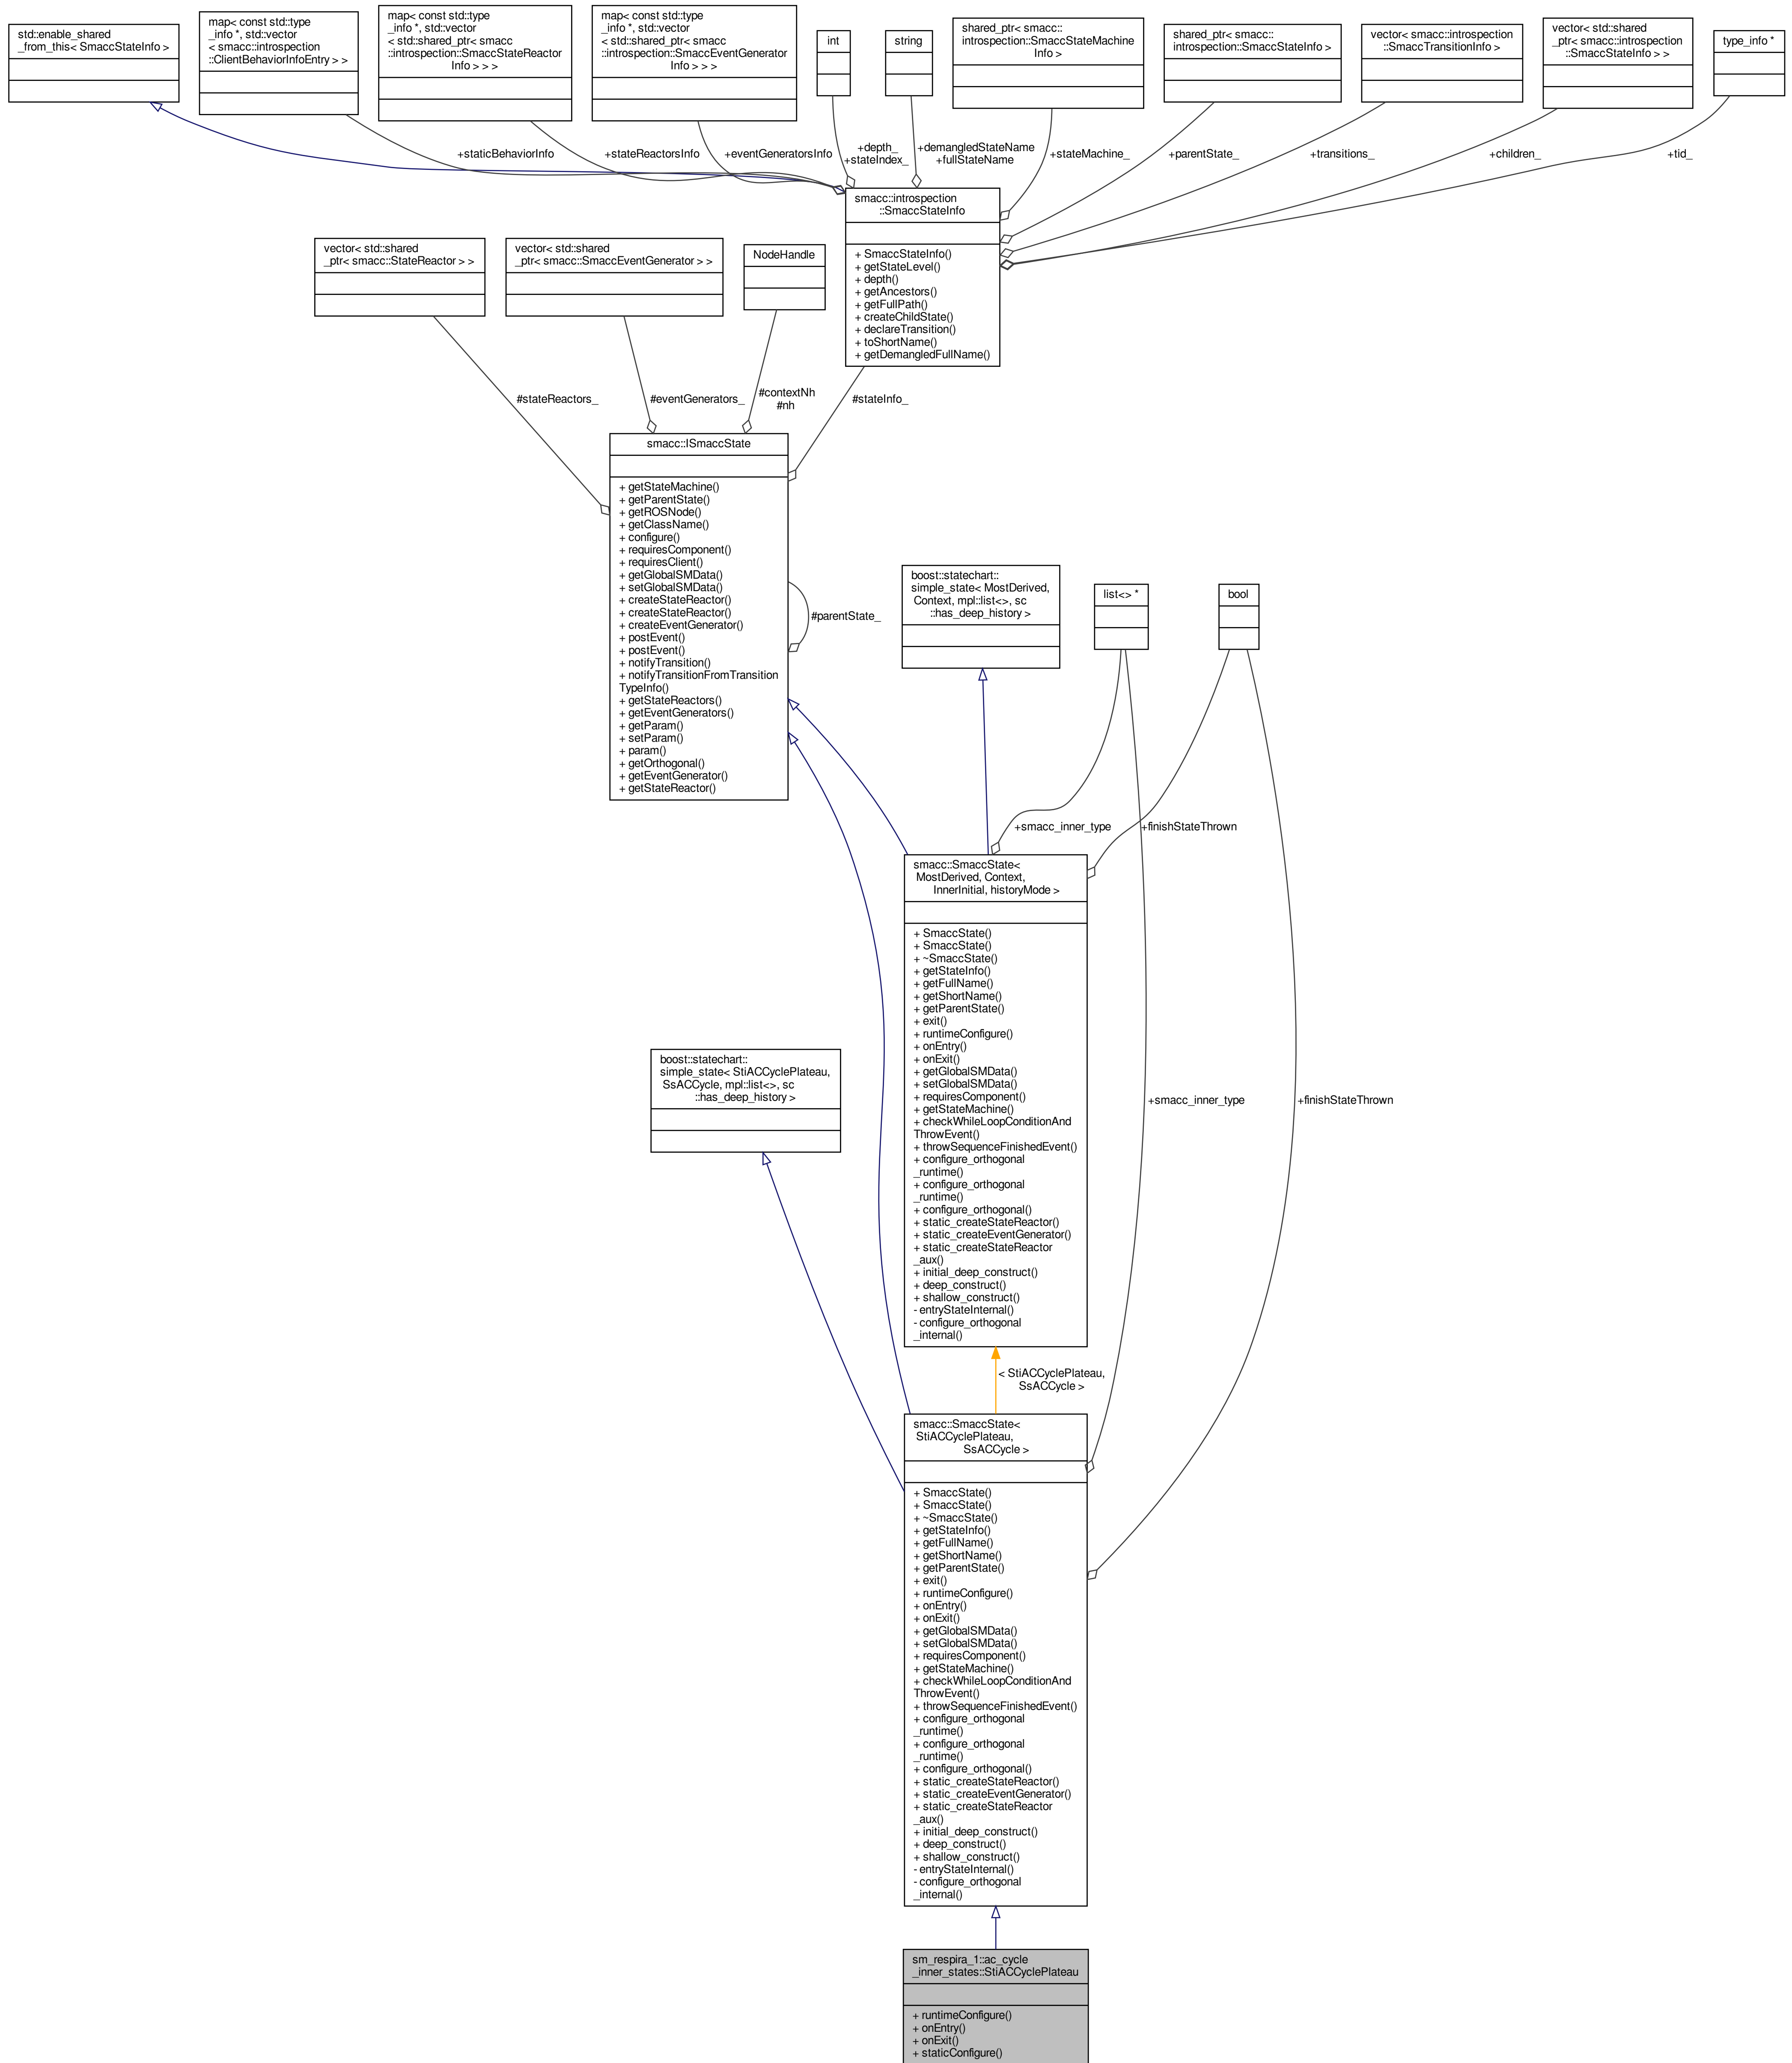 std::enable_shared
_from_this< SmaccStateInfo >
map< const std::type
_info *, std::vector
< smacc::introspection
::ClientBehaviorInfoEntry > >
map< const std::type
_info *, std::vector
< std::shared_ptr< smacc
::introspection::SmaccStateReactor
Info > > >
map< const std::type
_info *, std::vector
< std::shared_ptr< smacc
::introspection::SmaccEventGenerator
Info > > >
int
string
shared_ptr< smacc::
introspection::SmaccStateMachine
Info >
shared_ptr< smacc::
introspection::SmaccStateInfo >
vector< smacc::introspection
::SmaccTransitionInfo >
vector< std::shared
_ptr< smacc::introspection
::SmaccStateInfo > >
type_info *
+staticBehaviorInfo
+stateReactorsInfo
+eventGeneratorsInfo
+depth_
+stateIndex_
+demangledStateName
+fullStateName
+stateMachine_
+parentState_
+transitions_
+children_
+tid_
smacc::introspection
::SmaccStateInfo
+ SmaccStateInfo()
+ getStateLevel()
+ depth()
+ getAncestors()
+ getFullPath()
+ createChildState()
+ declareTransition()
+ toShortName()
+ getDemangledFullName()
vector< std::shared
_ptr< smacc::StateReactor > >
vector< std::shared
_ptr< smacc::SmaccEventGenerator > >
NodeHandle
#stateReactors_
#eventGenerators_
#contextNh
#nh
#stateInfo_
smacc::ISmaccState
+ getStateMachine()
+ getParentState()
+ getROSNode()
+ getClassName()
+ configure()
+ requiresComponent()
+ requiresClient()
+ getGlobalSMData()
+ setGlobalSMData()
+ createStateReactor()
+ createStateReactor()
+ createEventGenerator()
+ postEvent()
+ postEvent()
+ notifyTransition()
+ notifyTransitionFromTransition
TypeInfo()
+ getStateReactors()
+ getEventGenerators()
+ getParam()
+ setParam()
+ param()
+ getOrthogonal()
+ getEventGenerator()
+ getStateReactor()
#parentState_
boost::statechart::
simple_state< MostDerived,
Context, mpl::list<>, sc
::has_deep_history >
list<> *
bool
+smacc_inner_type
+finishStateThrown
smacc::SmaccState<
MostDerived, Context,
InnerInitial, historyMode >
+ SmaccState()
+ SmaccState()
+ ~SmaccState()
+ getStateInfo()
+ getFullName()
+ getShortName()
+ getParentState()
+ exit()
+ runtimeConfigure()
+ onEntry()
+ onExit()
+ getGlobalSMData()
+ setGlobalSMData()
+ requiresComponent()
+ getStateMachine()
+ checkWhileLoopConditionAnd
ThrowEvent()
+ throwSequenceFinishedEvent()
+ configure_orthogonal
_runtime()
+ configure_orthogonal
_runtime()
+ configure_orthogonal()
+ static_createStateReactor()
+ static_createEventGenerator()
+ static_createStateReactor
_aux()
+ initial_deep_construct()
+ deep_construct()
+ shallow_construct()
- entryStateInternal()
- configure_orthogonal
_internal()
boost::statechart::
simple_state< StiACCyclePlateau,
SsACCycle, mpl::list<>, sc
::has_deep_history >
+smacc_inner_type
+finishStateThrown
< StiACCyclePlateau,
SsACCycle >
smacc::SmaccState<
StiACCyclePlateau,
SsACCycle >
+ SmaccState()
+ SmaccState()
+ ~SmaccState()
+ getStateInfo()
+ getFullName()
+ getShortName()
+ getParentState()
+ exit()
+ runtimeConfigure()
+ onEntry()
+ onExit()
+ getGlobalSMData()
+ setGlobalSMData()
+ requiresComponent()
+ getStateMachine()
+ checkWhileLoopConditionAnd
ThrowEvent()
+ throwSequenceFinishedEvent()
+ configure_orthogonal
_runtime()
+ configure_orthogonal
_runtime()
+ configure_orthogonal()
+ static_createStateReactor()
+ static_createEventGenerator()
+ static_createStateReactor
_aux()
+ initial_deep_construct()
+ deep_construct()
+ shallow_construct()
- entryStateInternal()
- configure_orthogonal
_internal()
sm_respira_1::ac_cycle
_inner_states::StiACCyclePlateau
+ runtimeConfigure()
+ onEntry()
+ onExit()
+ staticConfigure()